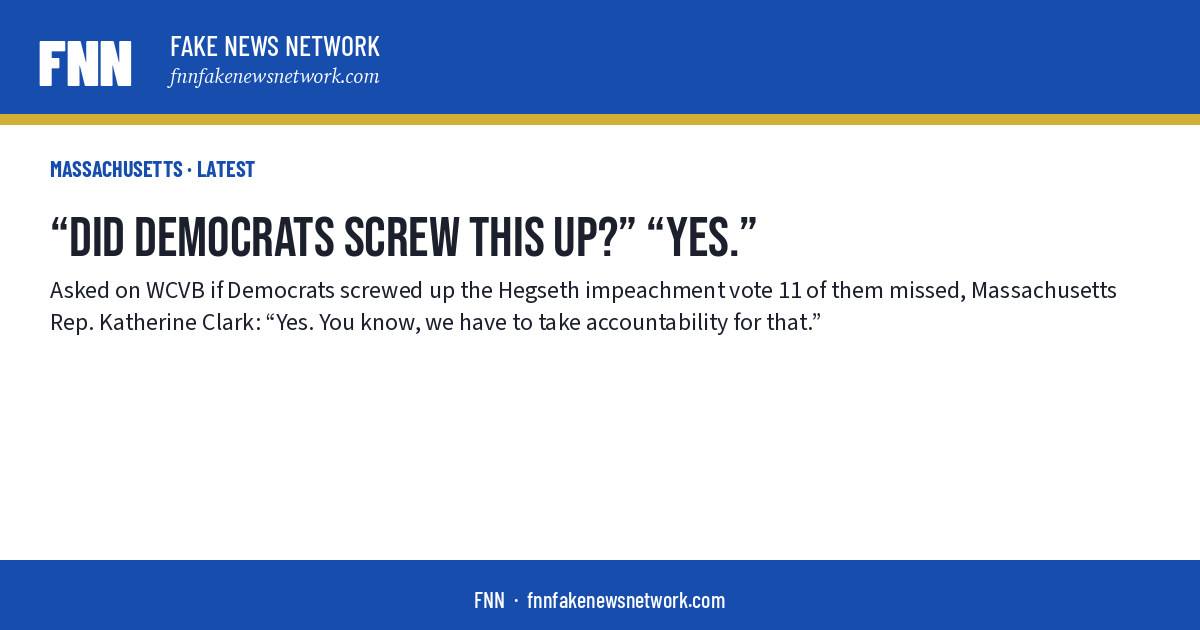 FNN
FAKE NEWS NETWORK
fnnfakenewsnetwork.com
MASSACHUSETTS · LATEST
“DID DEMOCRATS SCREW THIS UP?” “YES.”
Asked on WCVB if Democrats screwed up the Hegseth impeachment vote 11 of them missed, Massachusetts
Rep. Katherine Clark: “Yes. You know, we have to take accountability for that.”
FNN · fnnfakenewsnetwork.com